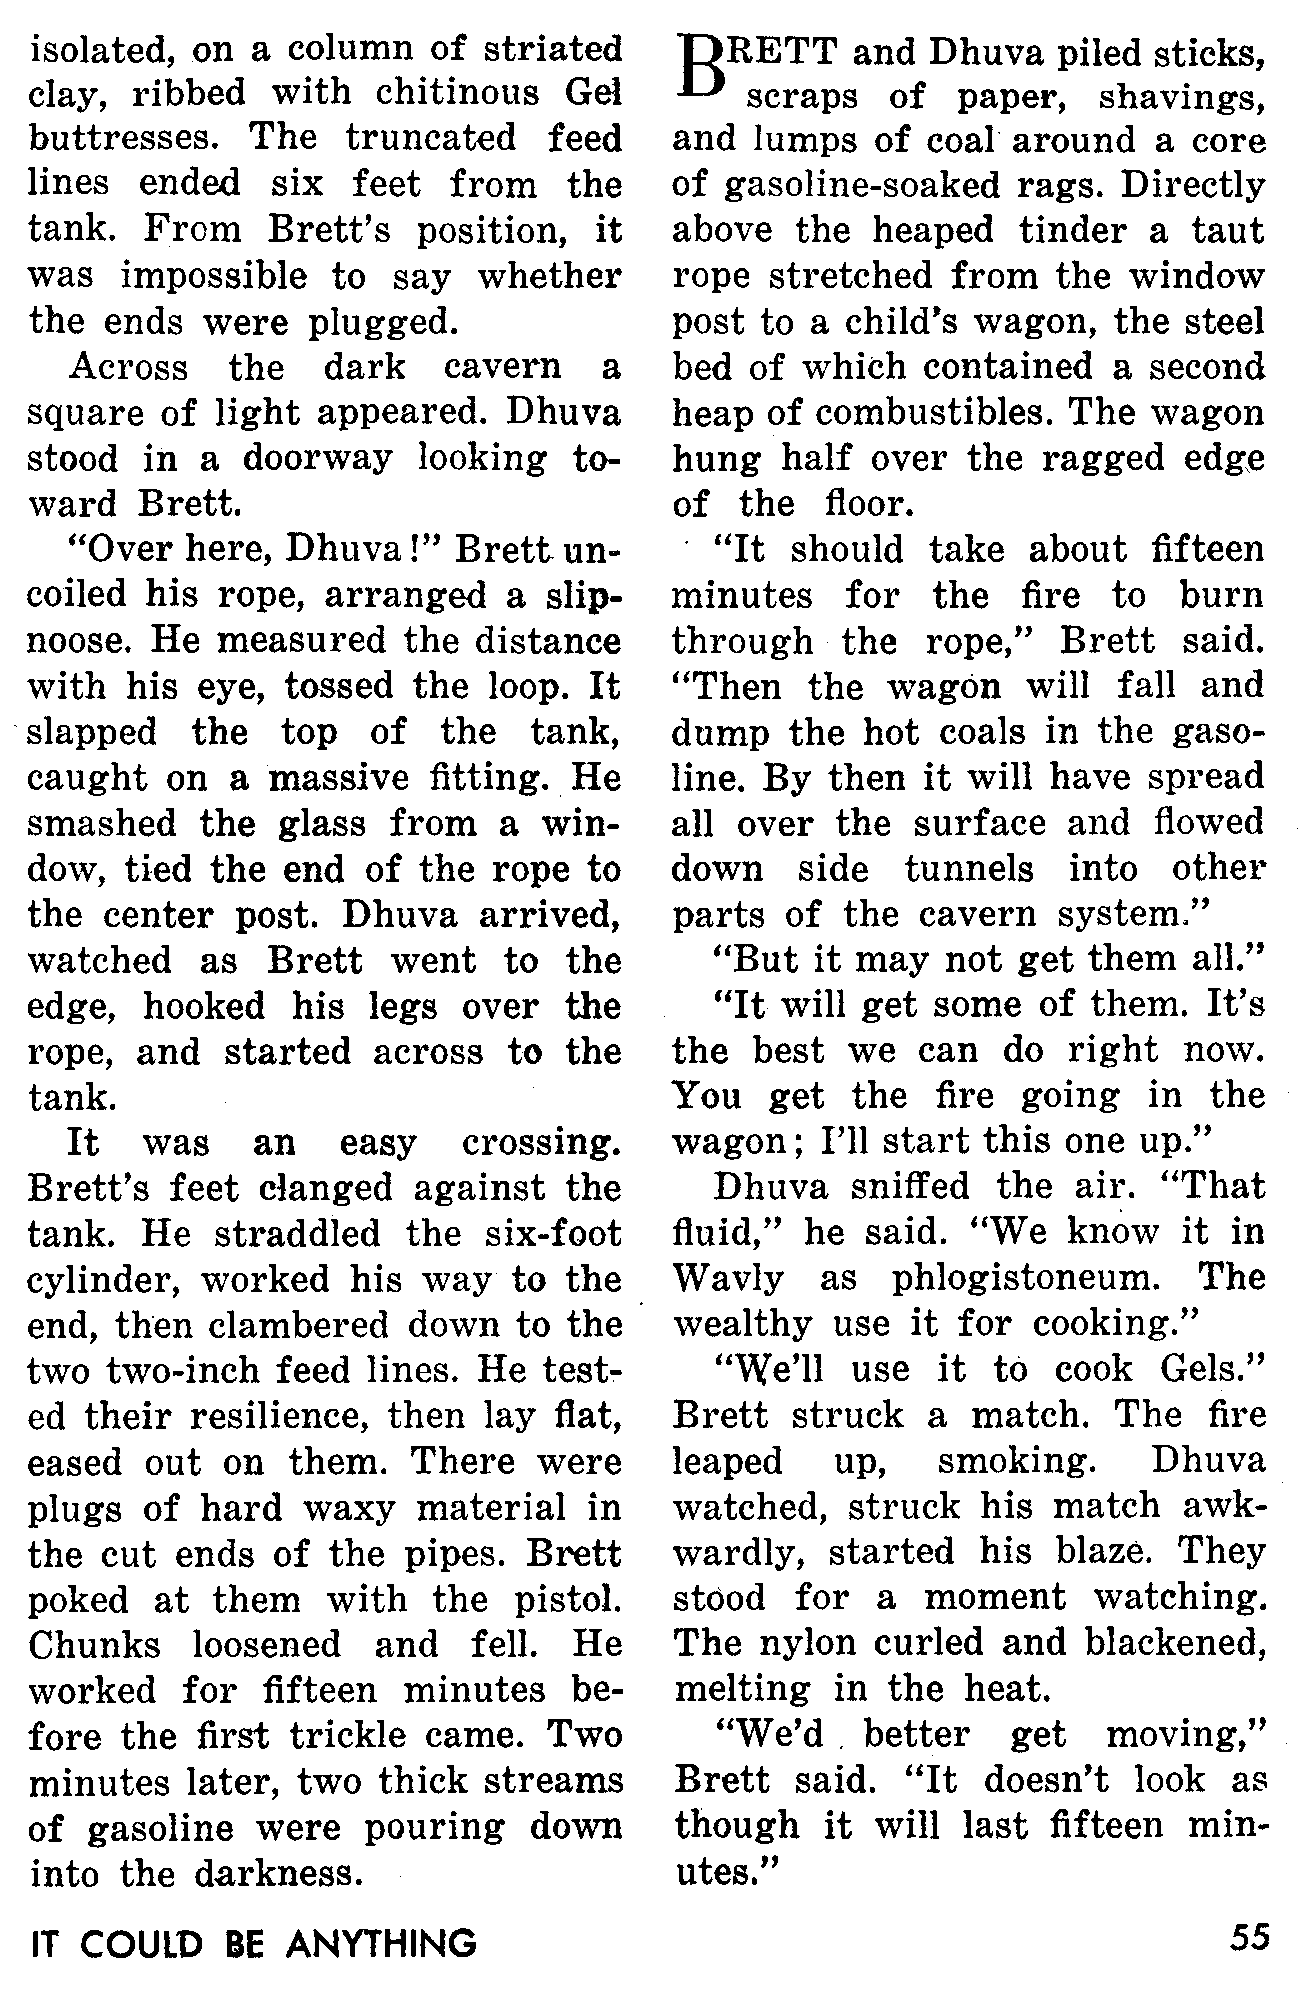 isolated, on a column of striated
clay, ribbed with chitinous Gel
buttresses. The truncated feed
lines ended six feet from the
tank. From Brett's position, it
was impossible to say whether
the ends were plugged.
Across the dark cavern a
square of light appeared. Dhuva
stood in a doorway looking to-
ward Brett.
“Over here, Dhuva!” Brett un-
coiled his rope, arranged a slip-
noose. He measured the distance
with his eye, tossed the loop. It
slapped the top of the tank,
caught on a massive fitting. He
smashed the glass from a win-
dow, tied the end of the rope to
the center post. Dhuva arrived,
watched as Brett went to the
edge, hooked his legs over the
rope, and started across to the
tank.
It was an easy crossing.
Brett's feet clanged against the
tank. He straddled the six-foot
cylinder, worked his way to the
end, then clambered down to the
two two-inch feed lines. He test-
ed their resilience, then lay flat,
eased out on them. There were
plugs of hard waxy material in
the cut ends of the pipes. Brett
poked at them with the pistol.
Chunks loosened and fell. He
worked for fifteen minutes be-
fore the first trickle came. Two
minutes later, two thick streams
of gasoline were pouring down
into the darkness.
BRETT and Dhuva piled sticks,
scraps of paper, shavings,
and lumps of coal around a core
of gasoline-soaked rags. Directly
above the heaped tinder a taut
rope stretched from the window
post to a child's wagon, the steel
bed of which contained a second
heap of combustibles. The wagon
hung half over the ragged edge
of the floor.
“It should take about fifteen
minutes for the fire to burn
through the rope,” Brett said.
“Then the wagon will fall and
dump the hot coals in the gaso-
line. By then it will have spread
all over the surface and flowed
down side tunnels into other
parts of the cavern system.”
“But it may not get them all.”
“It will get some of them. It's
the best we can do right now.
You get the fire going in the
wagon; I'll start this one up.”
Dhuva sniffed the air. “That
fluid,” he said. “We know it in
Wavly as phlogistoneum. The
wealthy use it for cooking.”
“We'll use it to cook Gels.”
Brett struck a match. The fire
leaped up, smoking. Dhuva
watched, struck his match awk-
wardly, started his blaze. They
stood for a moment watching.
The nylon curled and blackened,
melting in the heat.
“We'd better get moving,”
Brett said. “It doesn't look as
though it will last fifteen min-
utes.”
IT COULD BE ANYTHING
55